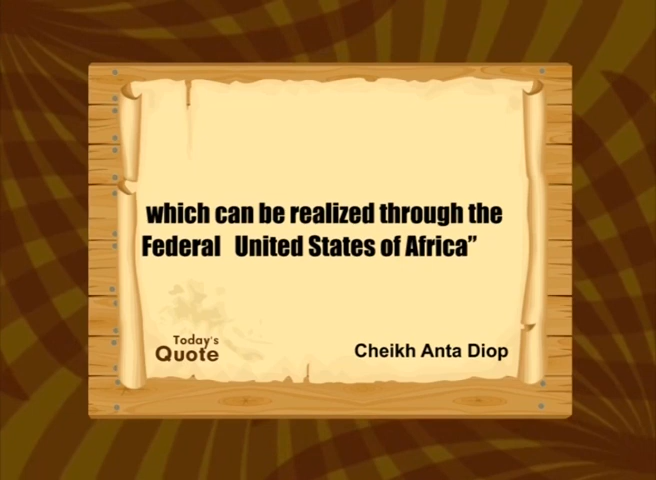 which can be realized through the
Federal United States of Africa”
Today's
Quote
Cheikh Anta Diop